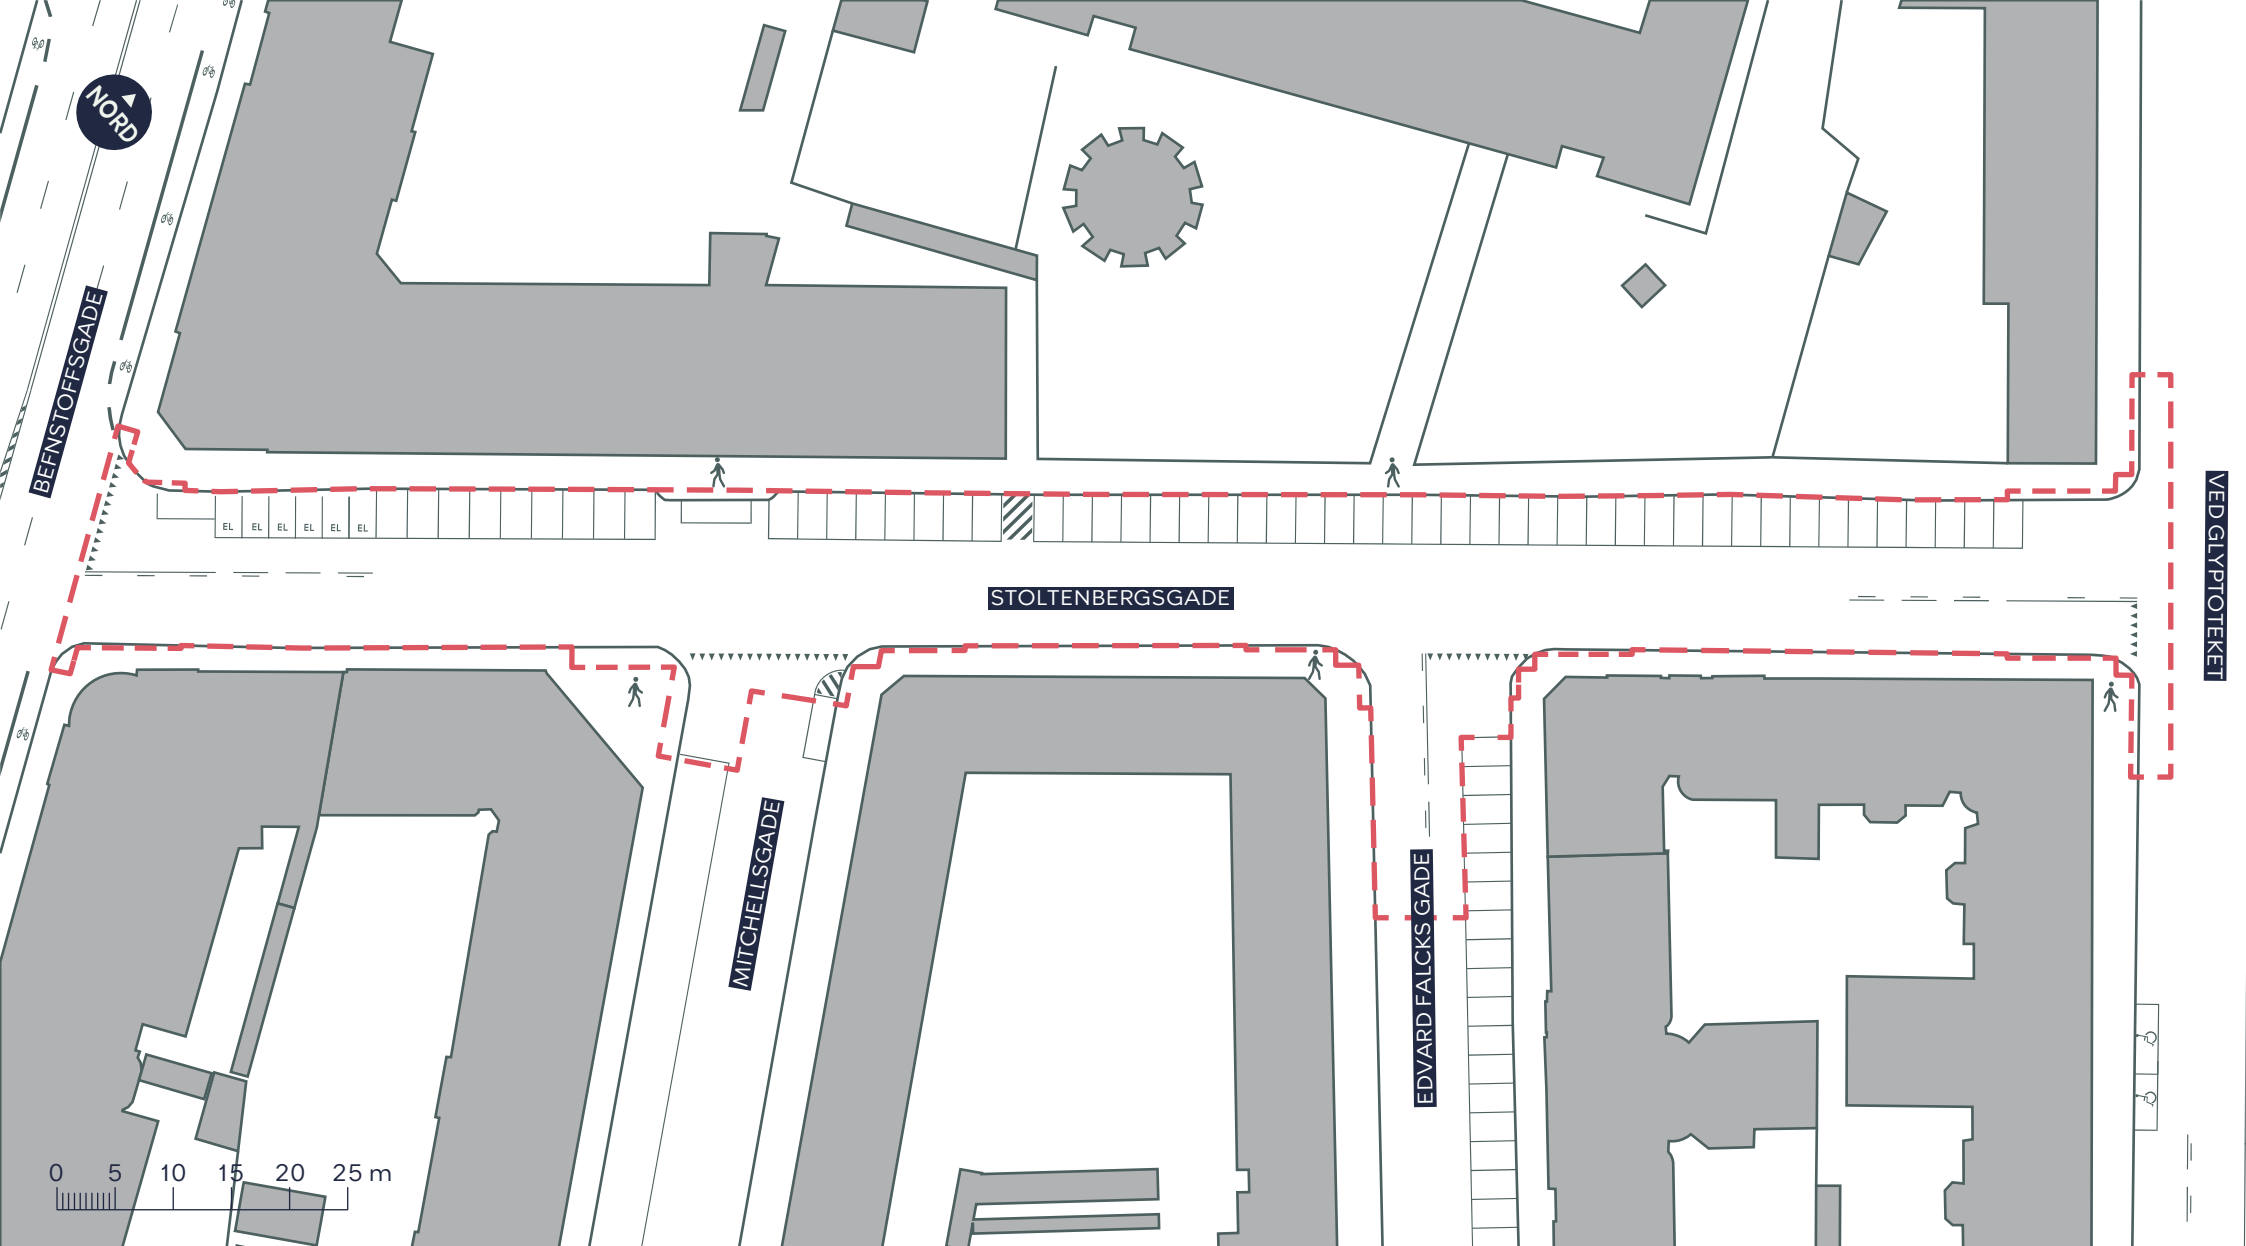 NORD
BEFNSTOFFSGADE
EL EL EL EL EL EL
STOLTENBERGSGADE
VED GLYPTOTEKET
MITCHELLSGADE
EDVARD FALCKS GADE
0 5 10 15 20 25 m